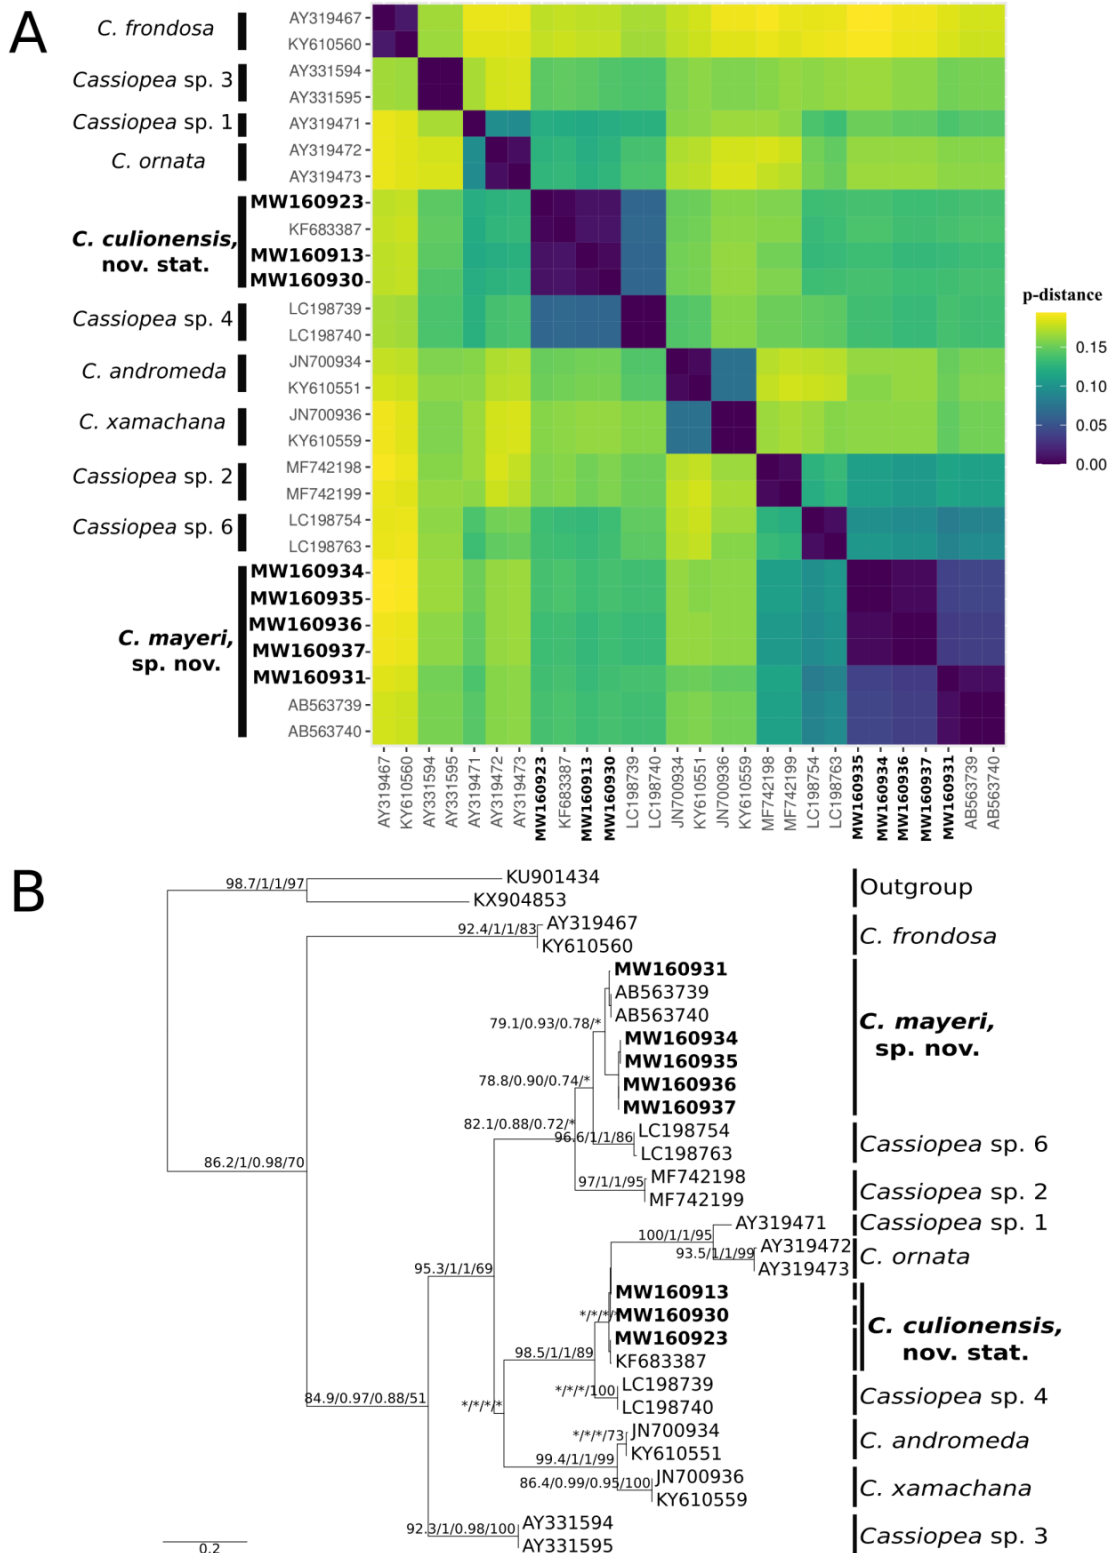 A
C. frondosa
Cassiopea sp. 3
Cassiopea sp. 1
C. ornata
C. culionensis,
nov. stat.
Cassiopea sp. 4
C. andromeda
C. xamachana
Cassiopea sp. 2
Cassiopea sp. 6
C. mayeri,
sp. nov.
AY319467
KY610560
AY331594
AY331595
AY319471
AY319472
AY319473
MW160923
KF683387
MW160913
MW160930
LC198739
LC198740
JN700934
KY610551
JN700936
KY610559
MF742198
MF742199
LC198754
LC198763
MW160934
MW160935
MW160936
MW160937
MW160931
AB563739
AB563740
AY319467
KY610560
AY331594
AY331595
AY319471
AY319472
AY319473
MW160923
KF683387
MW160913
MW160930
LC198739
LC198740
JN700934
KY610551
JN700936
KY610559
MF742198
MF742199
LC198754
LC198763
MW160935
MW160934
MW160936
MW160937
MW160931
AB563739
AB563740
p-distance
0.15
0.10
0.05
0.00
B
98.7/1/1/97
KU901434
KX904853
Outgroup
92.4/1/1/83
AY319467
KY610560
C. frondosa
MW160931
AB563739
AB563740
79.1/0.93/0.78/*
MW160934
MW160935
MW160936
MW160937
C. mayeri,
sp. nov.
78.8/0.90/0.74/*
82.1/0.88/0.72/*
96.6/1/1/86
LC198754
LC198763
Cassiopea sp. 6
86.2/1/0.98/70
97/1/1/95
MF742198
MF742199
Cassiopea sp. 2
AY319471
Cassiopea sp. 1
100/1/1/95
93.5/1/1/99
AY319472
AY319473
C. ornata
95.3/1/1/69
MW160913
*/*/*/
MW160930
MW160923
KF683387
C. culionensis,
nov. stat.
98.5/1/1/89
*/*/*/100
LC198739
LC198740
Cassiopea sp. 4
84.9/0.97/0.88/51
*/*/*/*
*/*/*/73
JN700934
KY610551
C. andromeda
99.4/1/1/99
86.4/0.99/0.95/100
JN700936
KY610559
C. xamachana
92.3/1/0.98/100
AY331594
AY331595
Cassiopea sp. 3
0.2